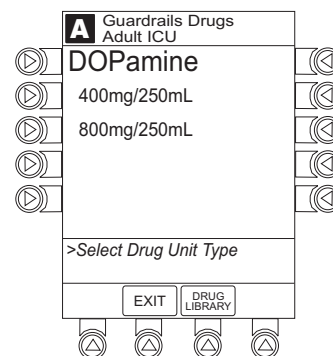 A Guardrails Drugs
Adult ICU
DOPamine
400mg/250mL
800mg/250mL
>Select Drug Unit Type
EXIT
DRUG
LIBRARY